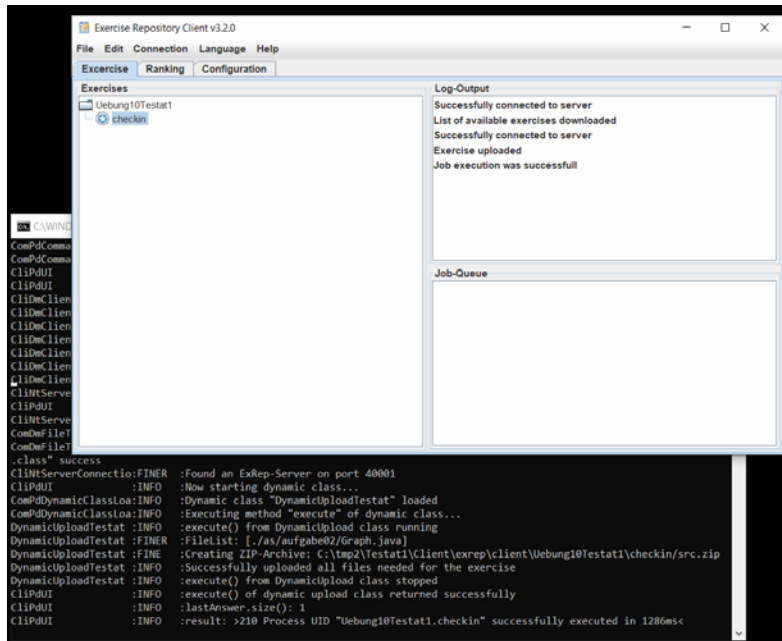 Exercise Repository Client v3.2.0
File Edit Connection Language Help
Excercise Ranking Configuration
Exercises
Uebung10Testat1
checkin
Log-Output
Successfully connected to server
List of available exercises downloaded
Successfully connected to server
Exercise uploaded
Job execution was successfull
Job-Queue
C:\WIND
ComPdComma
ComPdComma
CliPdUI
CliPdUI
CliDmClien
CliDmClien
CliDmClien
CliDmClien
CliDmClien
CliDmClien
CliDmClien
CliNtServe
CliPdUI
CliNtServe
ComDmFileT
ComDmFileT
.class" success
CliNtServerConnectio:FINER :Found an ExRep-Server on port 40001
CliPdUI :INFO :Now starting dynamic class...
ComPdDynamicClassLoa:INFO :Dynamic class "DynamicUploadTestat" loaded
ComPdDynamicClassLoa:INFO :Executing method "execute" of dynamic class...
DynamicUploadTestat :INFO :execute() from DynamicUpload class running
DynamicUploadTestat :FINER :FileList: [./as/aufgabe02/Graph.java]
DynamicUploadTestat :FINE :Creating ZIP-Archive: C:\tmp2\Testat1\Client\exrep\client\Uebung10Testat1\checkin/src.zip
DynamicUploadTestat :INFO :Successfully uploaded all files needed for the exercise
DynamicUploadTestat :INFO :execute() from DynamicUpload class stopped
CliPdUI :INFO :execute() of dynamic upload class returned successfully
CliPdUI :INFO :lastAnswer.size(): 1
CliPdUI :INFO :result: >210 Process UID "Uebung10Testat1.checkin" successfully executed in 1286ms<